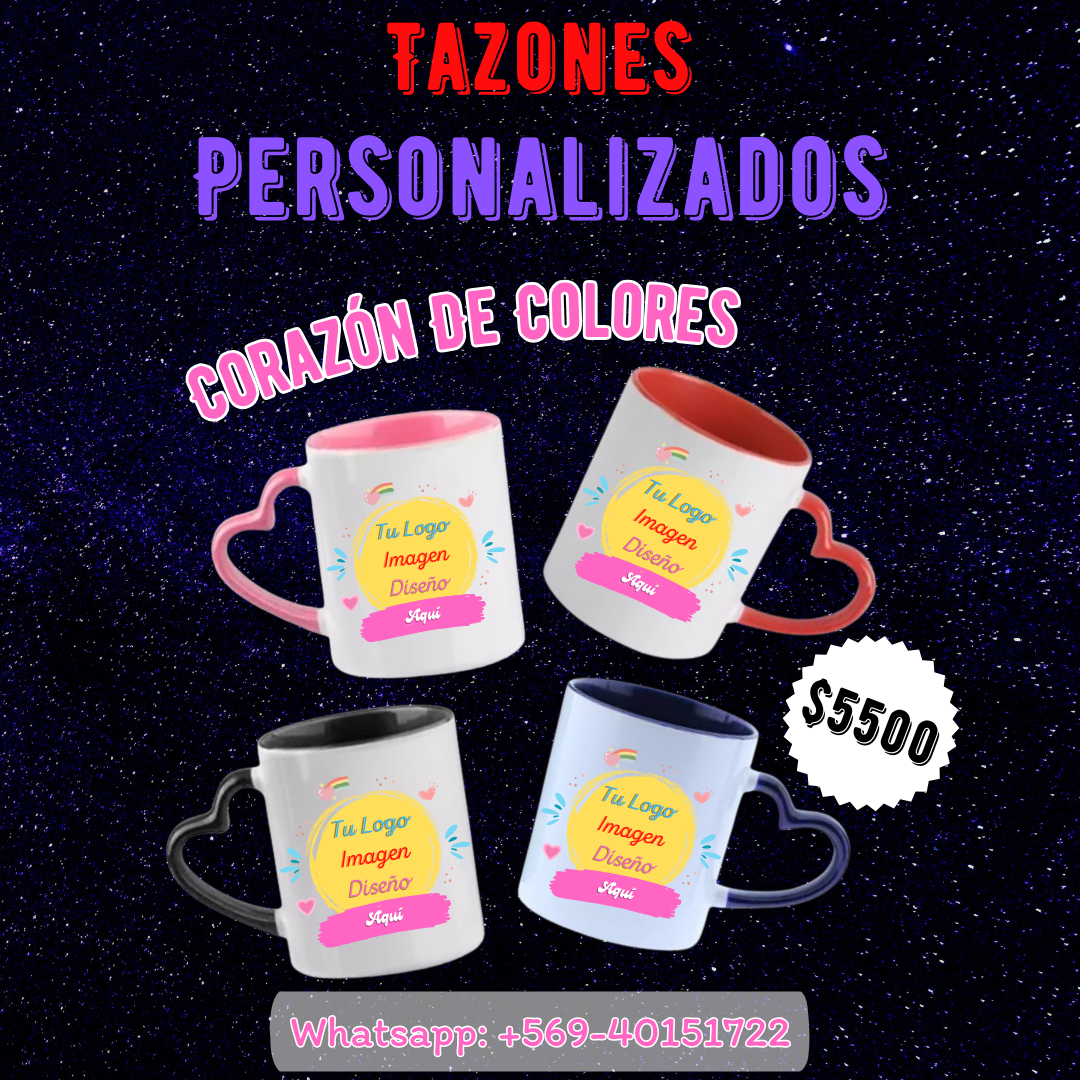 Tazones
Personalizados
Corazón de Colores
Tu Logo
Imagen
Diseño
Aquí
Tu Logo
Imagen
Diseño
Aquí
$5500
Tu Logo
Imagen
Diseño
Aquí
Tu Logo
Imagen
Diseño
Aquí
Whatsapp: +569-40151722